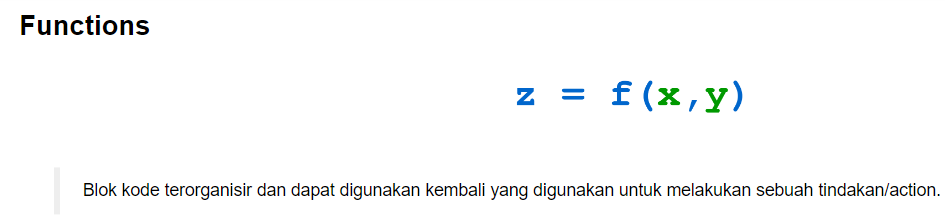 Functions
z = f(x,y)
Blok kode terorganisir dan dapat digunakan kembali yang digunakan untuk melakukan sebuah tindakan/action.